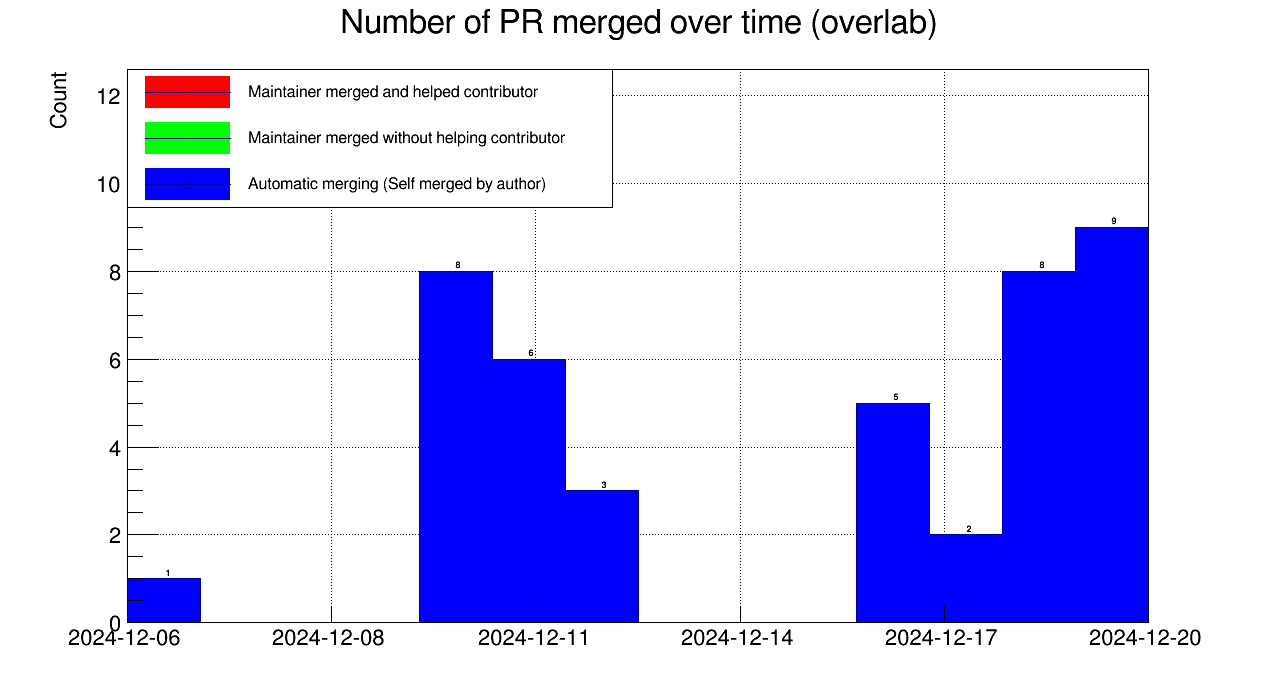 Number of PR merged over time (overlab)
Count
Maintainer merged and helped contributor
Maintainer merged without helping contributor
Automatic merging (Self merged by author)
12
10
8
6
4
2
0
1
8
6
3
5
2
8
9
2024-12-06 2024-12-08 2024-12-11 2024-12-14 2024-12-17 2024-12-20